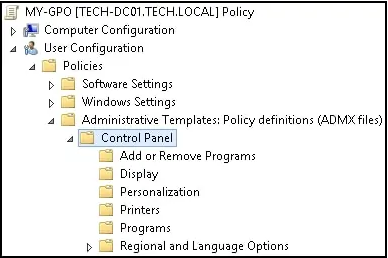 MY-GPO [TECH-DC01.TECH.LOCAL] Policy
Computer Configuration
User Configuration
Policies
Software Settings
Windows Settings
Administrative Templates: Policy definitions (ADMX files)
Control Panel
Add or Remove Programs
Display
Personalization
Printers
Programs
Regional and Language Options